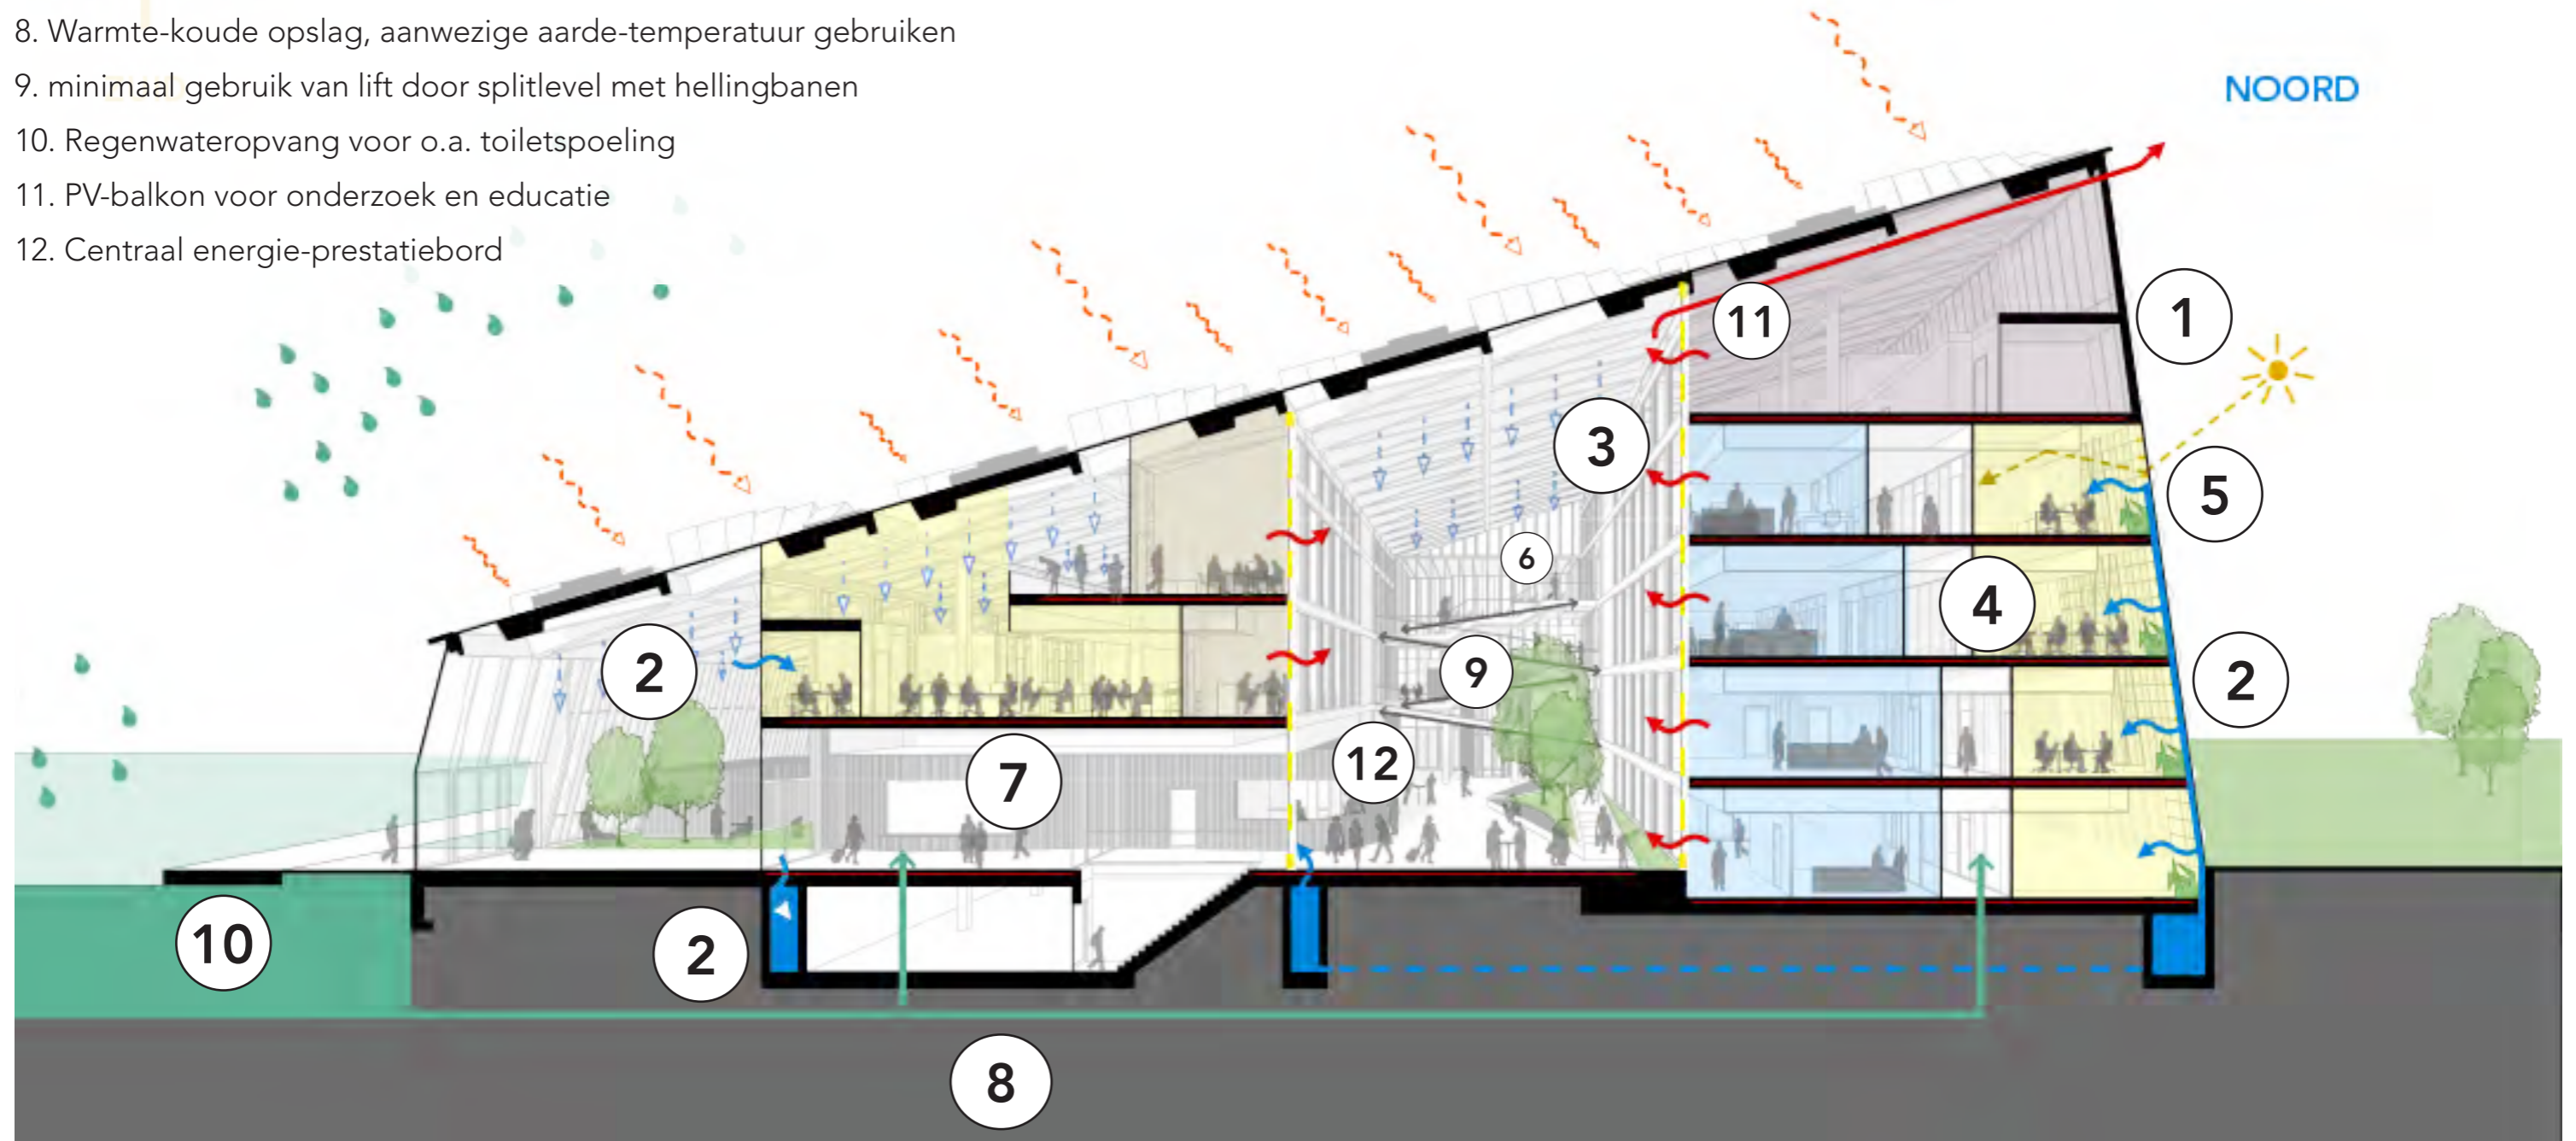 8. Warmte-koude opslag, aanwezige aarde-temperatuur gebruiken
9. minimaal gebruik van lift door splitlevel met hellingbanen
10. Regenwateropvang voor o.a. toiletspoeling
11. PV-balkon voor onderzoek en educatie
12. Centraal energie-prestatiebord
NOORD
1
11
3
5
6
4
2
9
2
12
7
10
2
8